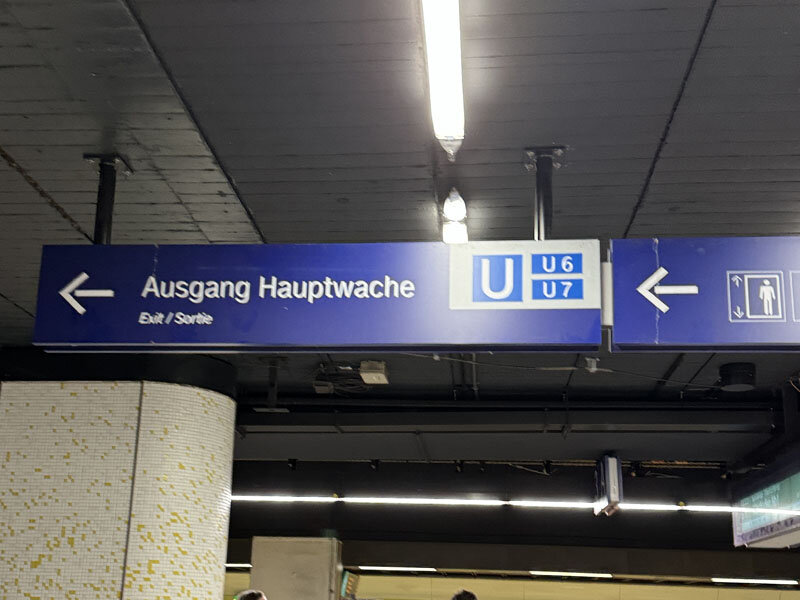 Ausgang Hauptwache
Exit / Sortie
U
U6
U7